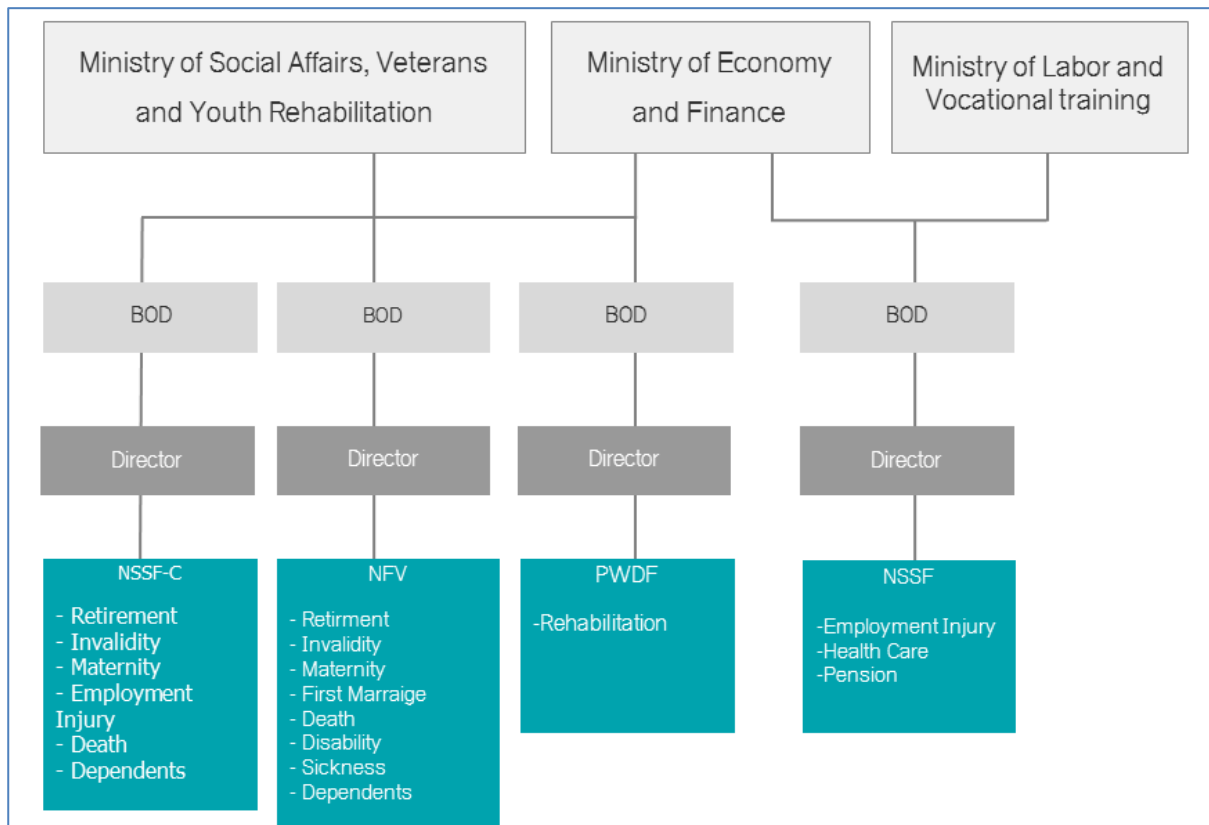 Ministry of Social Affairs, Veterans
and Youth Rehabilitation
Ministry of Economy
and Finance
Ministry of Labor and
Vocational training
BOD
BOD
BOD
BOD
Director
Director
Director
Director
NSSF-C
- Retirement
- Invalidity
- Maternity
- Employment
Injury
- Death
- Dependents
NFV
- Retirment
- Invalidity
- Maternity
- First Marraige
- Death
- Disability
- Sickness
- Dependents
PWDF
-Rehabilitation
NSSF
-Employment Injury
-Health Care
-Pension